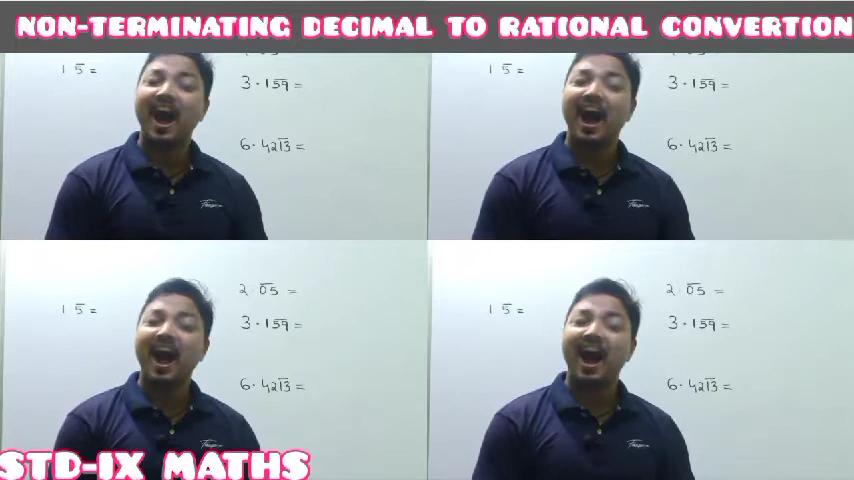 NON-TERMINATING DECIMAL TO RATIONAL CONVERTION
1 5̅ =
3·15̅9̅ =
6·421̅3̅ =
1 5̅ =
3·15̅9̅ =
6·421̅3̅ =
1 5̅ =
2 0̅5̅ =
3·15̅9̅ =
6·421̅3̅ =
1 5̅ =
2 0̅5̅ =
3·15̅9̅ =
6·421̅3̅ =
STD-IX MATHS